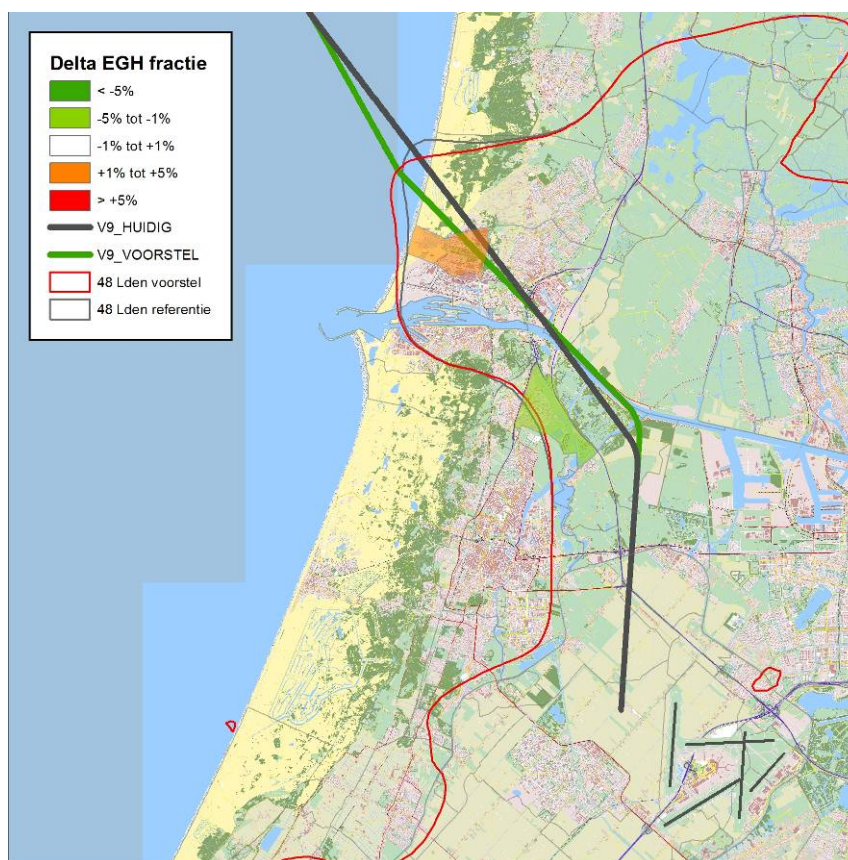 Delta EGH fractie
< -5%
-5% tot -1%
-1% tot +1%
+1% tot +5%
> +5%
V9_HUIDIG
V9_VOORSTEL
48 Lden voorstel
48 Lden referentie